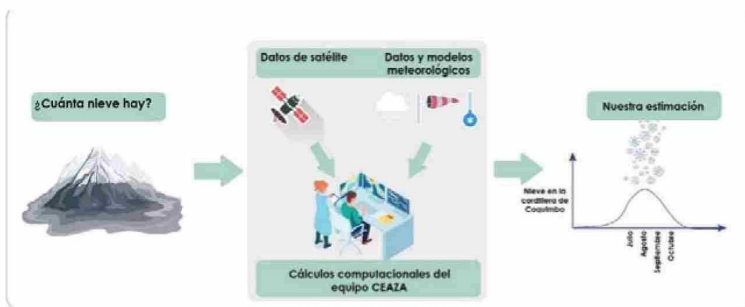 ¿Cuánta nieve hay?
Datos de satélite
Datos y modelos
meteorológicos
Cálculos computacionales del
equipo CEAZA
Nuestra estimación
Nieve en la
cordillera de
Coquimbo
Julio
Agosto
Septiembre
Octubre